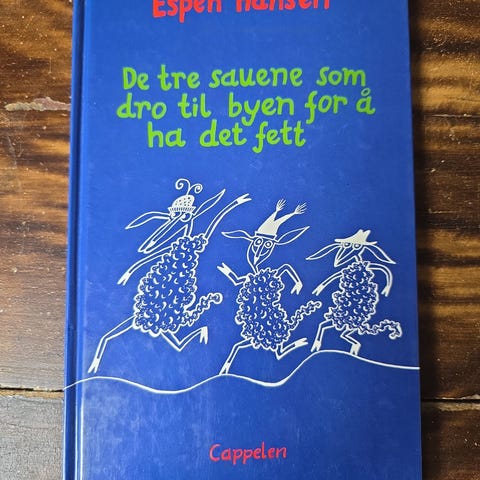 Espen Hansen
De tre sauene som
dro til byen for å
ha det fett
Cappelen